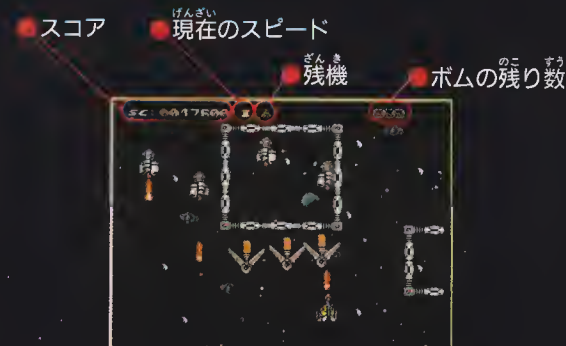 スコア
現在のスピード
残機
ボムの残り数
げんざい
ざんき
のこ
すう
SC:0017600